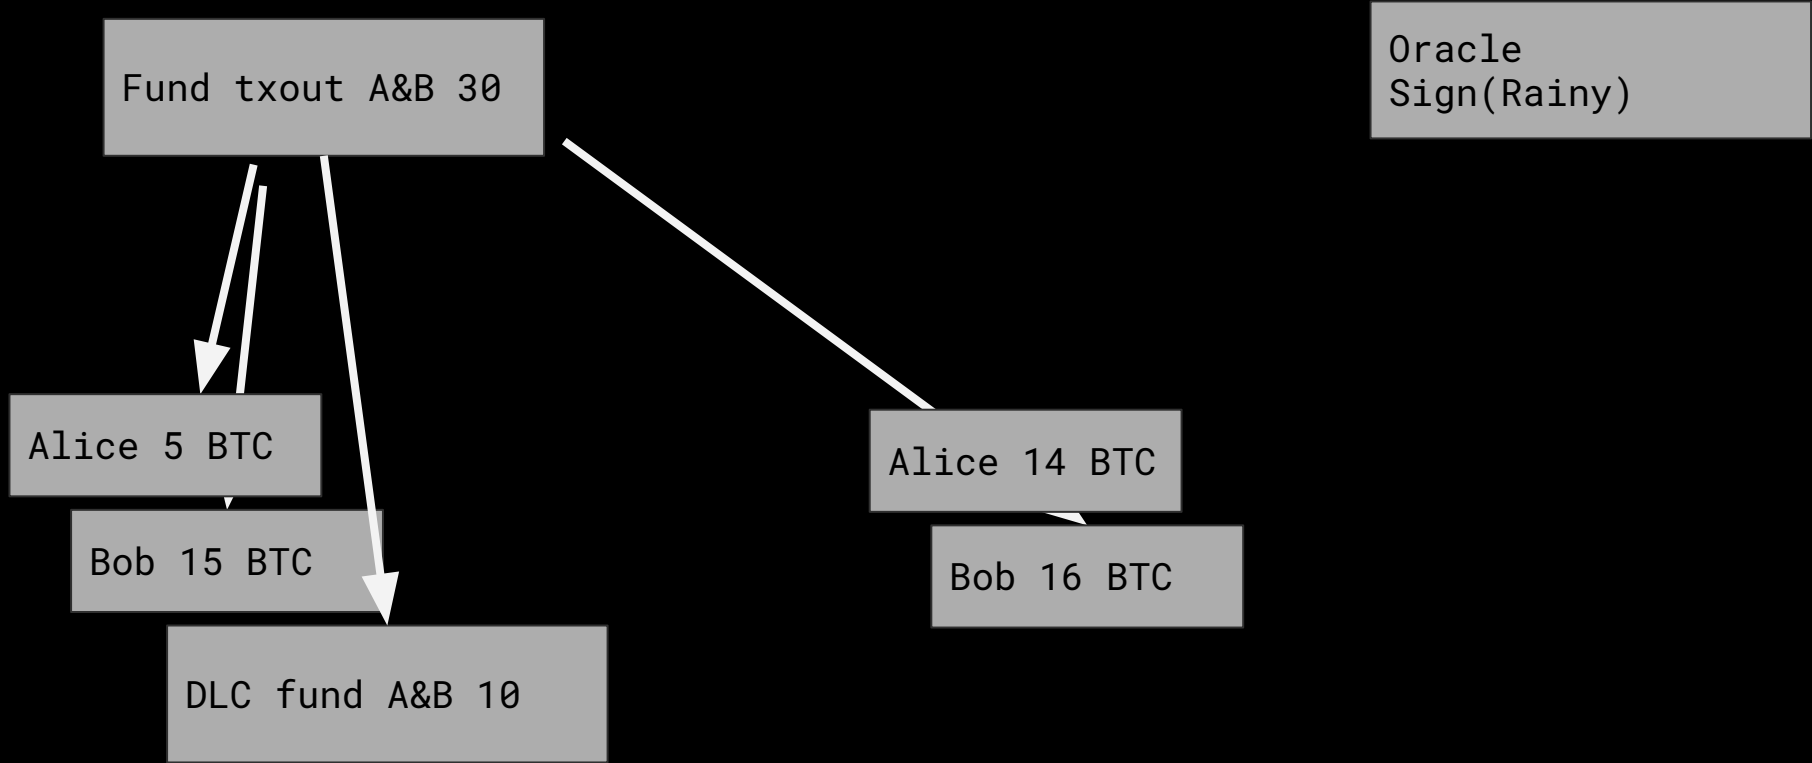 Fund txout A&B 30
Oracle
Sign(Rainy)
Alice 5 BTC
Bob 15 BTC
DLC fund A&B 10
Alice 14 BTC
Bob 16 BTC